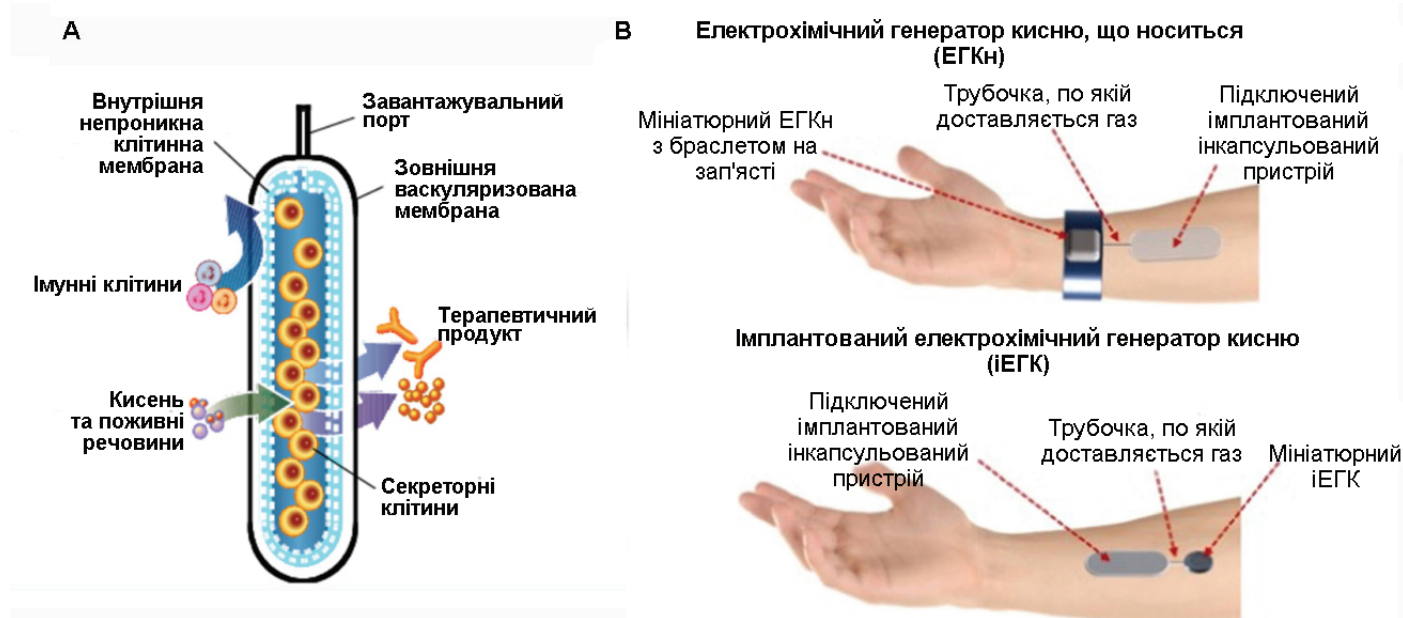 A
Внутрішня
непроникна
клітинна
мембрана
Завантажувальний
порт
Зовнішня
васкуляризована
мембрана
Імунні клітини
Терапевтичний
продукт
Кисень
та поживні
речовини
Секреторні
клітини
B
Електрохімічний генератор кисню, що носиться
(ЕГКн)
Мініатюрний ЕГКн
з браслетом на
зап'ясті
Трубочка, по якій
доставляється газ
Підключений
імплантований
інкапсульований
пристрій
Імплантований електрохімічний генератор кисню
(іЕГК)
Підключений
імплантований
інкапсульований
пристрій
Трубочка, по якій
доставляється газ
Мініатюрний
іЕГК